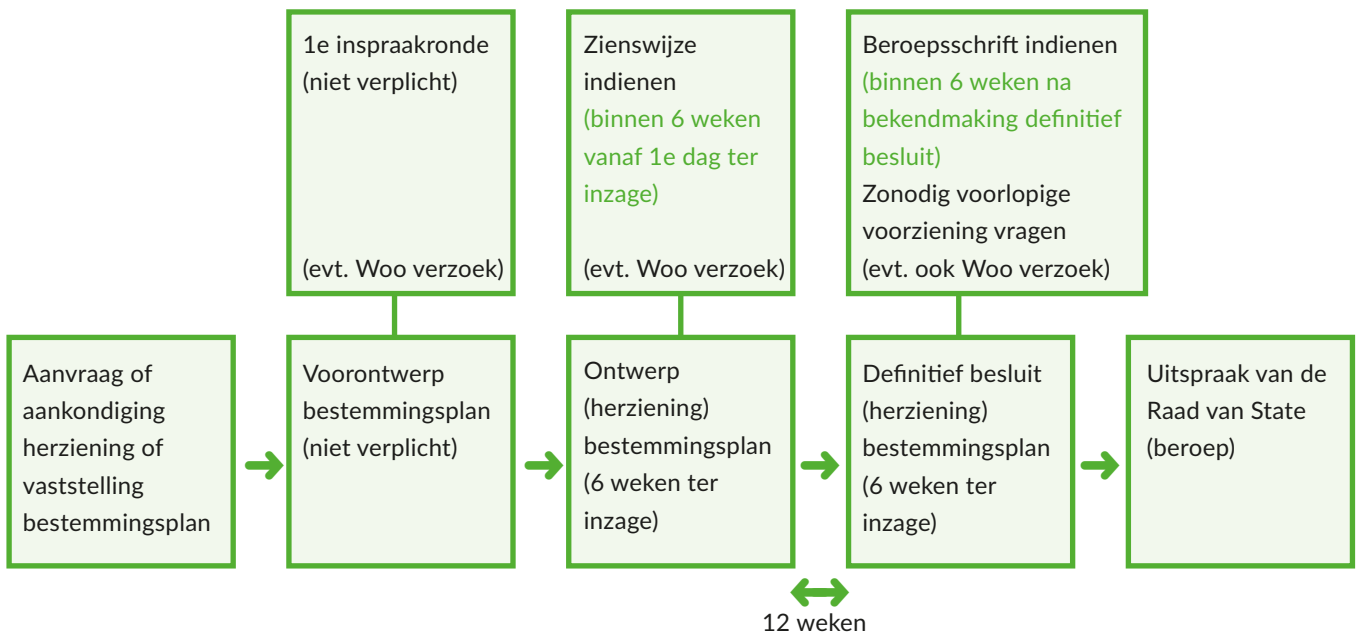 1e inspraakronde
(niet verplicht)
(evt. Woo verzoek)
Zienswijze
indienen
(binnen 6 weken
vanaf 1e dag ter
inzage)
(evt. Woo verzoek)
Beroepsschrift indienen
(binnen 6 weken na
bekendmaking definitief
besluit)
Zonodig voorlopige
voorziening vragen
(evt. ook Woo verzoek)
Aanvraag of
aankondiging
herziening of
vaststelling
bestemmingsplan
Voorontwerp
bestemmingsplan
(niet verplicht)
Ontwerp
(herziening)
bestemmingsplan
(6 weken ter
inzage)
Definitief besluit
(herziening)
bestemmingsplan
(6 weken ter
inzage)
Uitspraak van de
Raad van State
(beroep)
12 weken